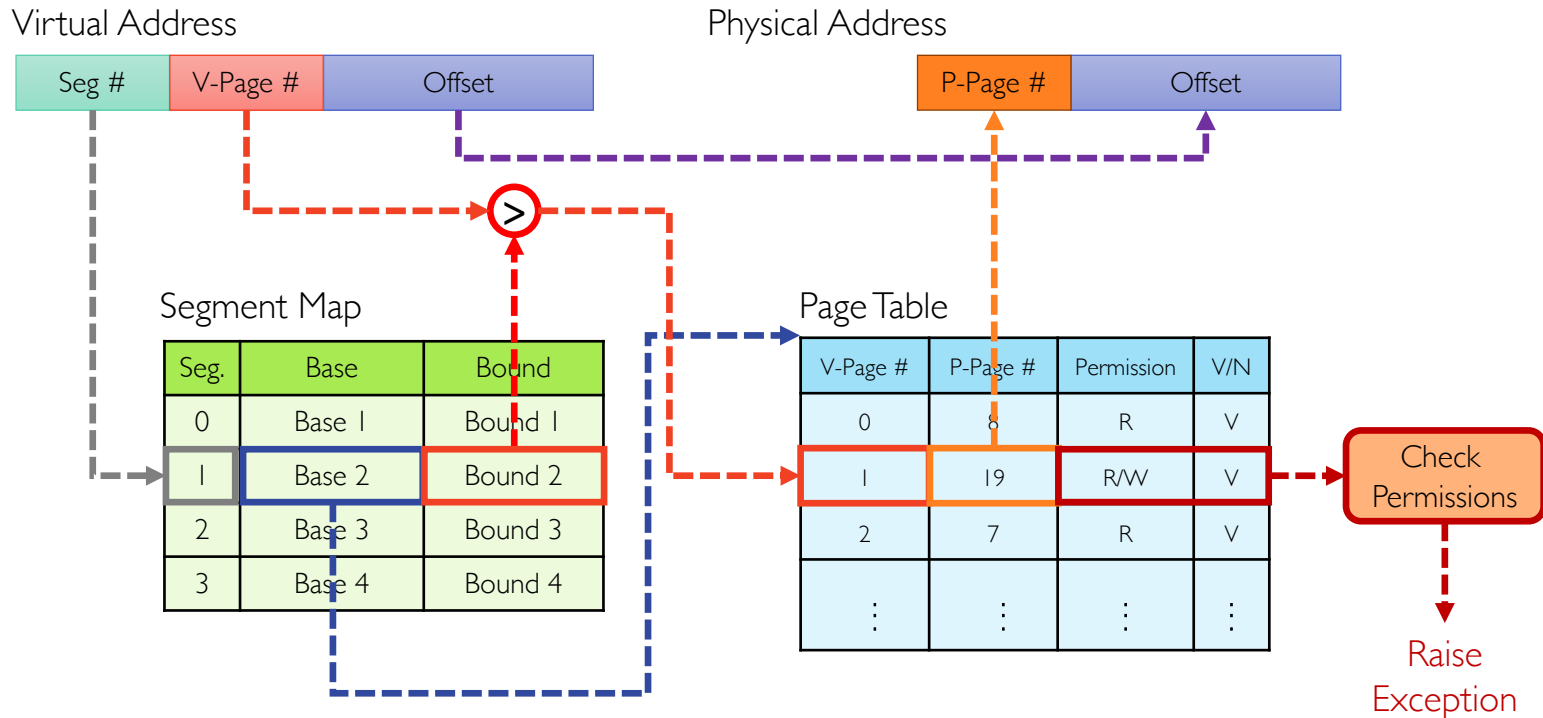 Virtual Address
Physical Address
Seg # V-Page # Offset
P-Page # Offset
>
Segment Map
Seg. Base Bound
0 Base 1 Bound 1
1 Base 2 Bound 2
2 Base 3 Bound 3
3 Base 4 Bound 4
Page Table
V-Page # P-Page # Permission V/N
0 8 R V
1 19 R/W V
2 7 R V
⋮ ⋮ ⋮ ⋮
Check
Permissions
Raise
Exception